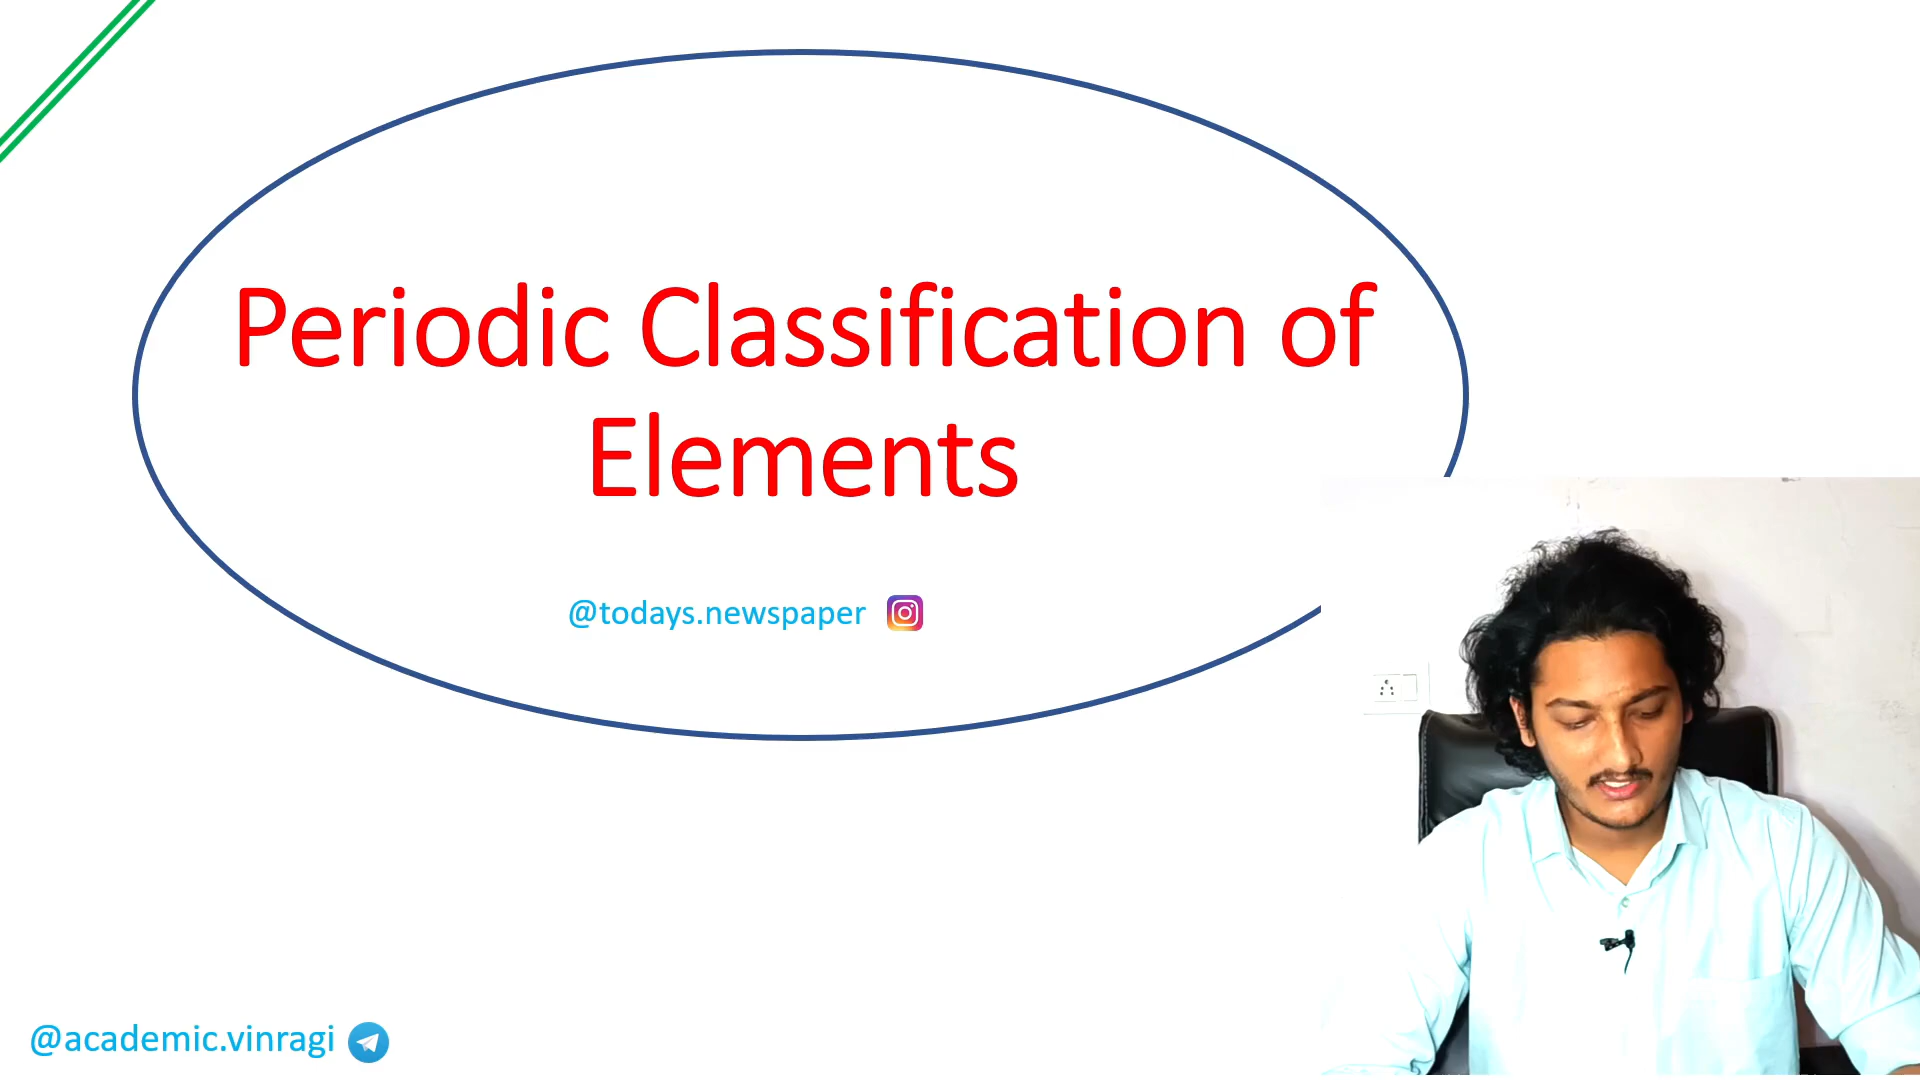 Periodic Classification of
Elements
@todays.newspaper
@academic.vinragi